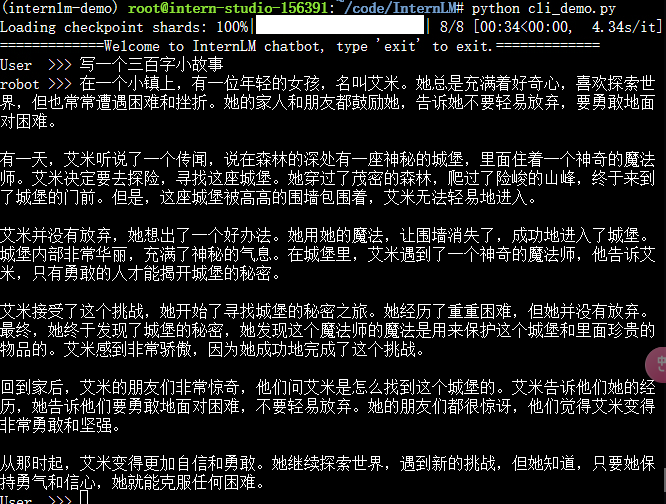 (internlm-demo) root@intern-studio-156391:~/code/InternLM# python cli_demo.py
Loading checkpoint shards: 100%| | 8/8 [00:34<00:00,  4.34s/it]
=============Welcome to InternLM chatbot, type 'exit' to exit.=============
User  >>> 写一个三百字小故事
robot >>> 在一个小镇上，有一位年轻的女孩，名叫艾米。她总是充满着好奇心，喜欢探索世
界，但也常常遭遇困难和挫折。她的家人和朋友都鼓励她，告诉她不要轻易放弃，要勇敢地面
对困难。
有一天，艾米听说了一个传闻，说在森林的深处有一座神秘的城堡，里面住着一个神奇的魔法
师。艾米决定要去探险，寻找这座城堡。她穿过了茂密的森林，爬过了险峻的山峰，终于来到
了城堡的门前。但是，这座城堡被高高的围墙包围着，艾米无法轻易地进入。
艾米并没有放弃，她想出了一个好办法。她用她的魔法，让围墙消失了，成功地进入了城堡。
城堡内部非常华丽，充满了神秘的气息。在城堡里，艾米遇到了一个神奇的魔法师，他告诉艾
米，只有勇敢的人才能揭开城堡的秘密。
艾米接受了这个挑战，她开始了寻找城堡的秘密之旅。她经历了重重困难，但她并没有放弃。
最终，她终于发现了城堡的秘密，她发现这个魔法师的魔法是用来保护这个城堡和里面珍贵的
物品的。艾米感到非常骄傲，因为她成功地完成了这个挑战。
回到家后，艾米的朋友们非常惊奇，他们问艾米是怎么找到这个城堡的。艾米告诉他们她的经
历，她告诉他们要勇敢地面对困难，不要轻易放弃。她的朋友们都很惊讶，他们觉得艾米变得
非常勇敢和坚强。
从那时起，艾米变得更加自信和勇敢。她继续探索世界，遇到新的挑战，但她知道，只要她保
持勇气和信心，她就能克服任何困难。
User  >>>